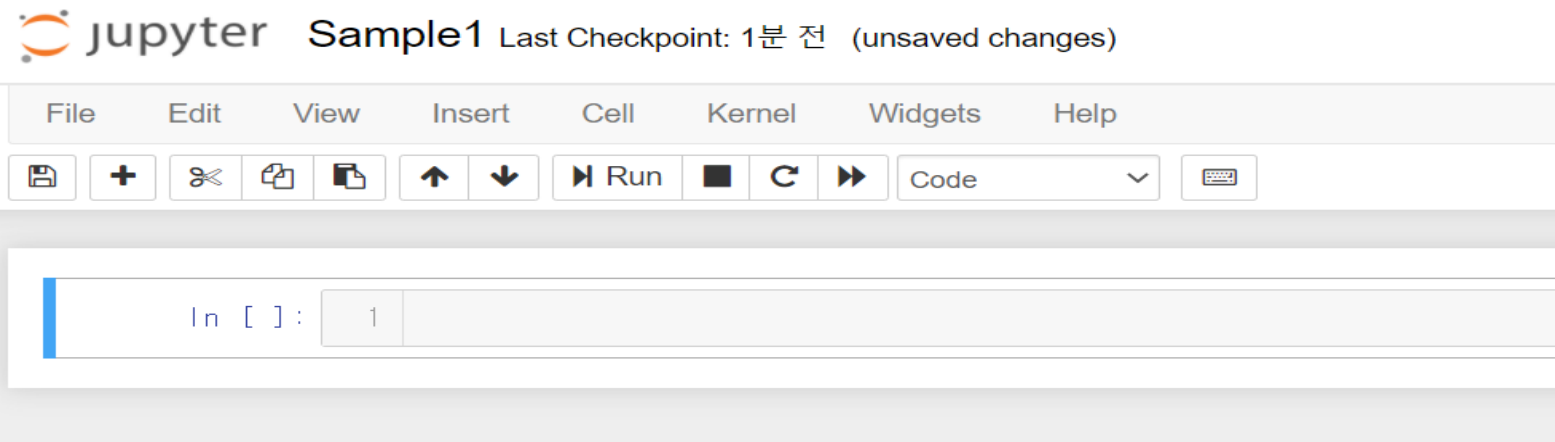 jupyter Sample1 Last Checkpoint: 1분 전 (unsaved changes)
File Edit View Insert Cell Kernel Widgets Help
Run Code
In [ ]: 1